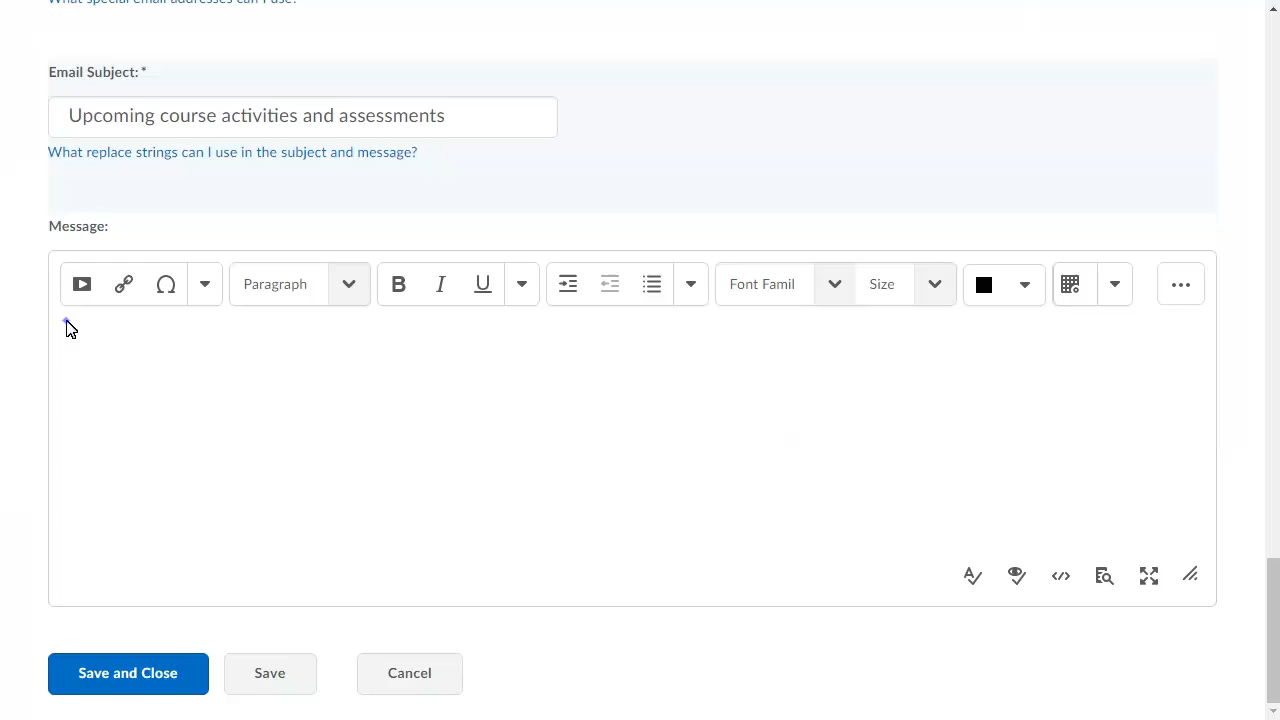 What special email addresses can I use?
Email Subject: *
Upcoming course activities and assessments
What replace strings can I use in the subject and message?
Message:
Paragraph B I U Font Famil Size
Save and Close Save Cancel